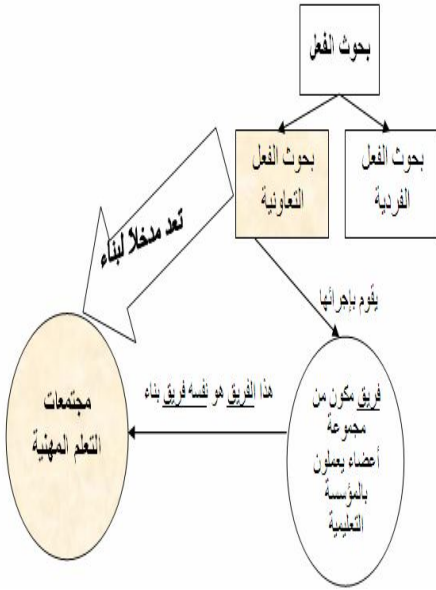 بحوث الفعل
بحوث الفعل
الفردية
بحوث الفعل
التعاونية
تعد مدخلا لبناء
يقوم بإجرائها
فريق مكون من
مجموعة
أعضاء يعملون
بالمؤسسة
التعليمية
هذا الفريق هو نفسه فريق بناء
مجتمعات
التعلم المهنية